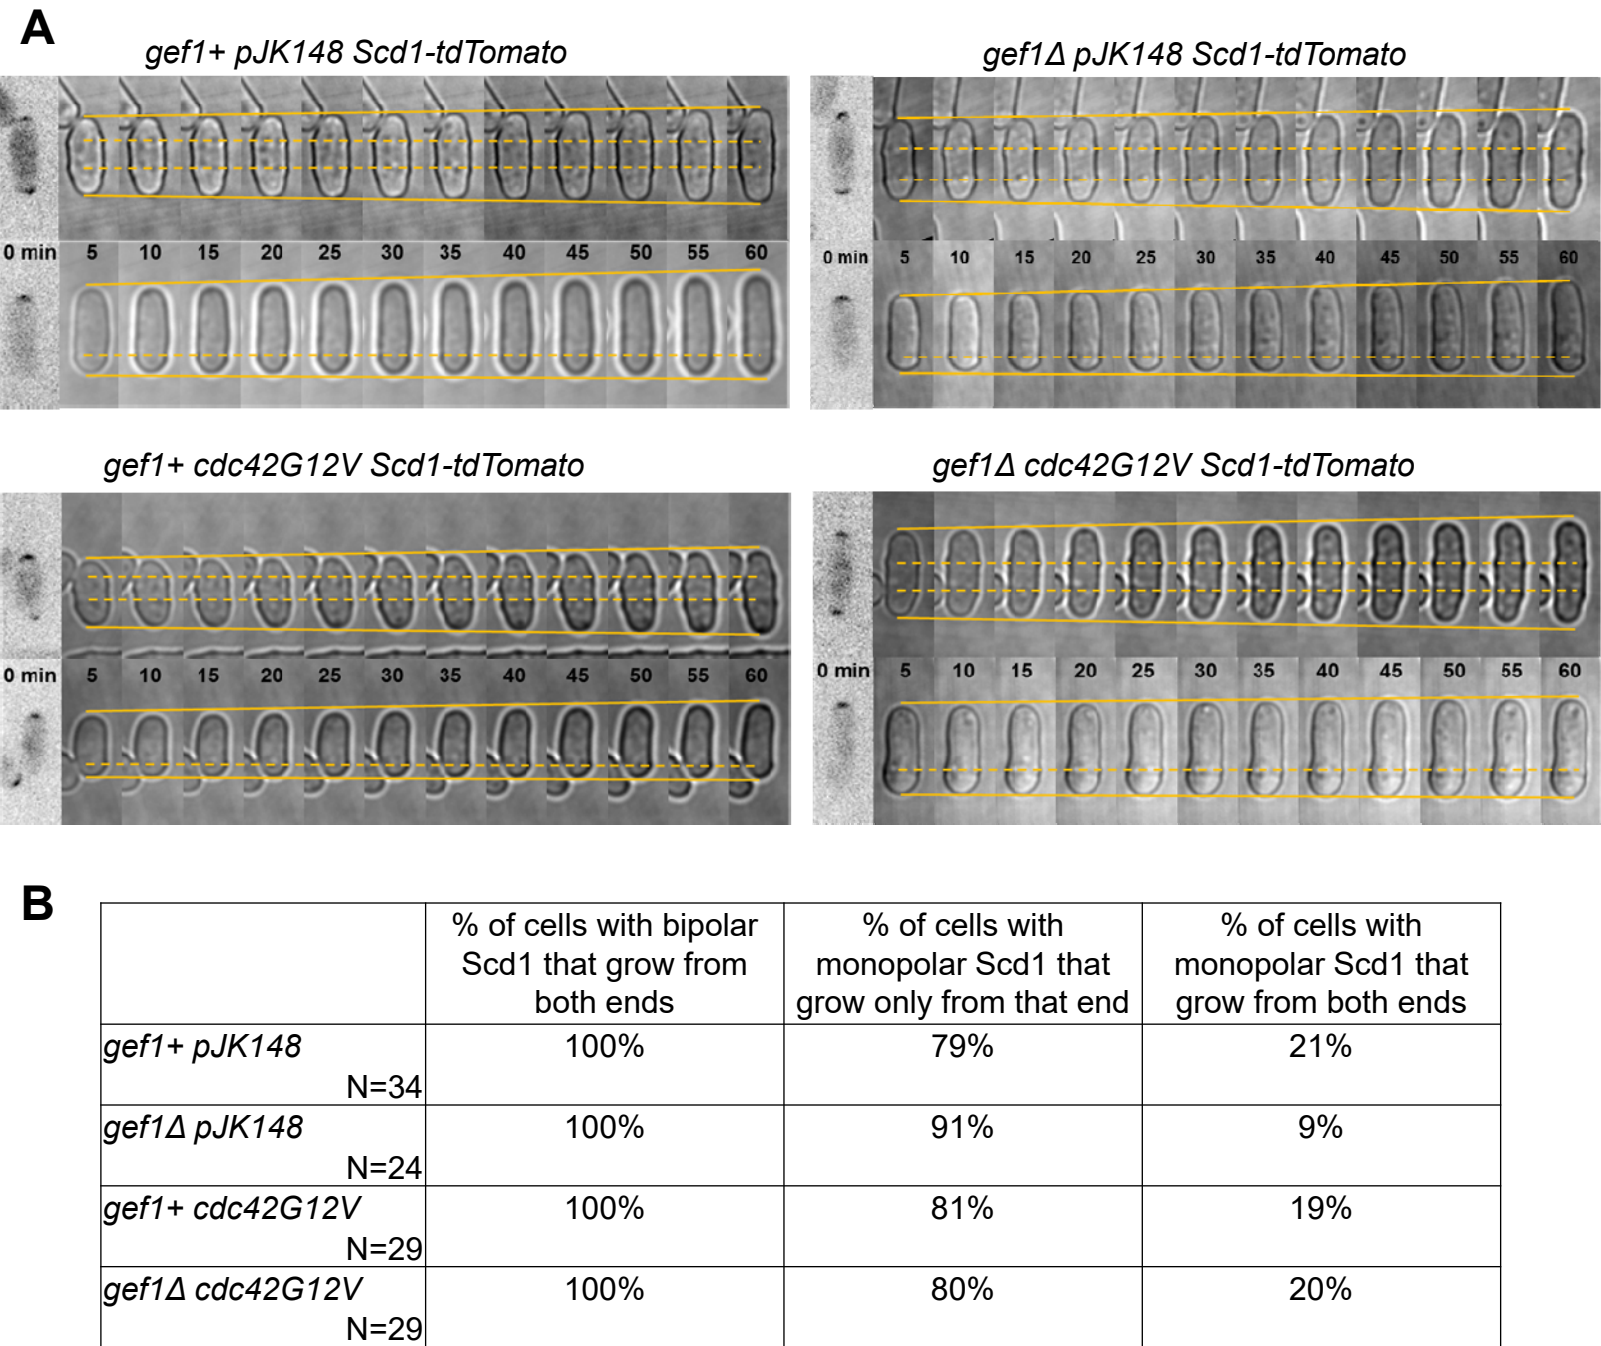 A
gef1+ pJK148 Scd1-tdTomato
gef1Δ pJK148 Scd1-tdTomato
0 min 5 10 15 20 25 30 35 40 45 50 55 60
0 min 5 10 15 20 25 30 35 40 45 50 55 60
gef1+ cdc42G12V Scd1-tdTomato
gef1Δ cdc42G12V Scd1-tdTomato
0 min 5 10 15 20 25 30 35 40 45 50 55 60
0 min 5 10 15 20 25 30 35 40 45 50 55 60
B
% of cells with bipolar
Scd1 that grow from
both ends
% of cells with
monopolar Scd1 that
grow only from that end
% of cells with
monopolar Scd1 that
grow from both ends
gef1+ pJK148
N=34
100%
79%
21%
gef1Δ pJK148
N=24
100%
91%
9%
gef1+ cdc42G12V
N=29
100%
81%
19%
gef1Δ cdc42G12V
N=29
100%
80%
20%